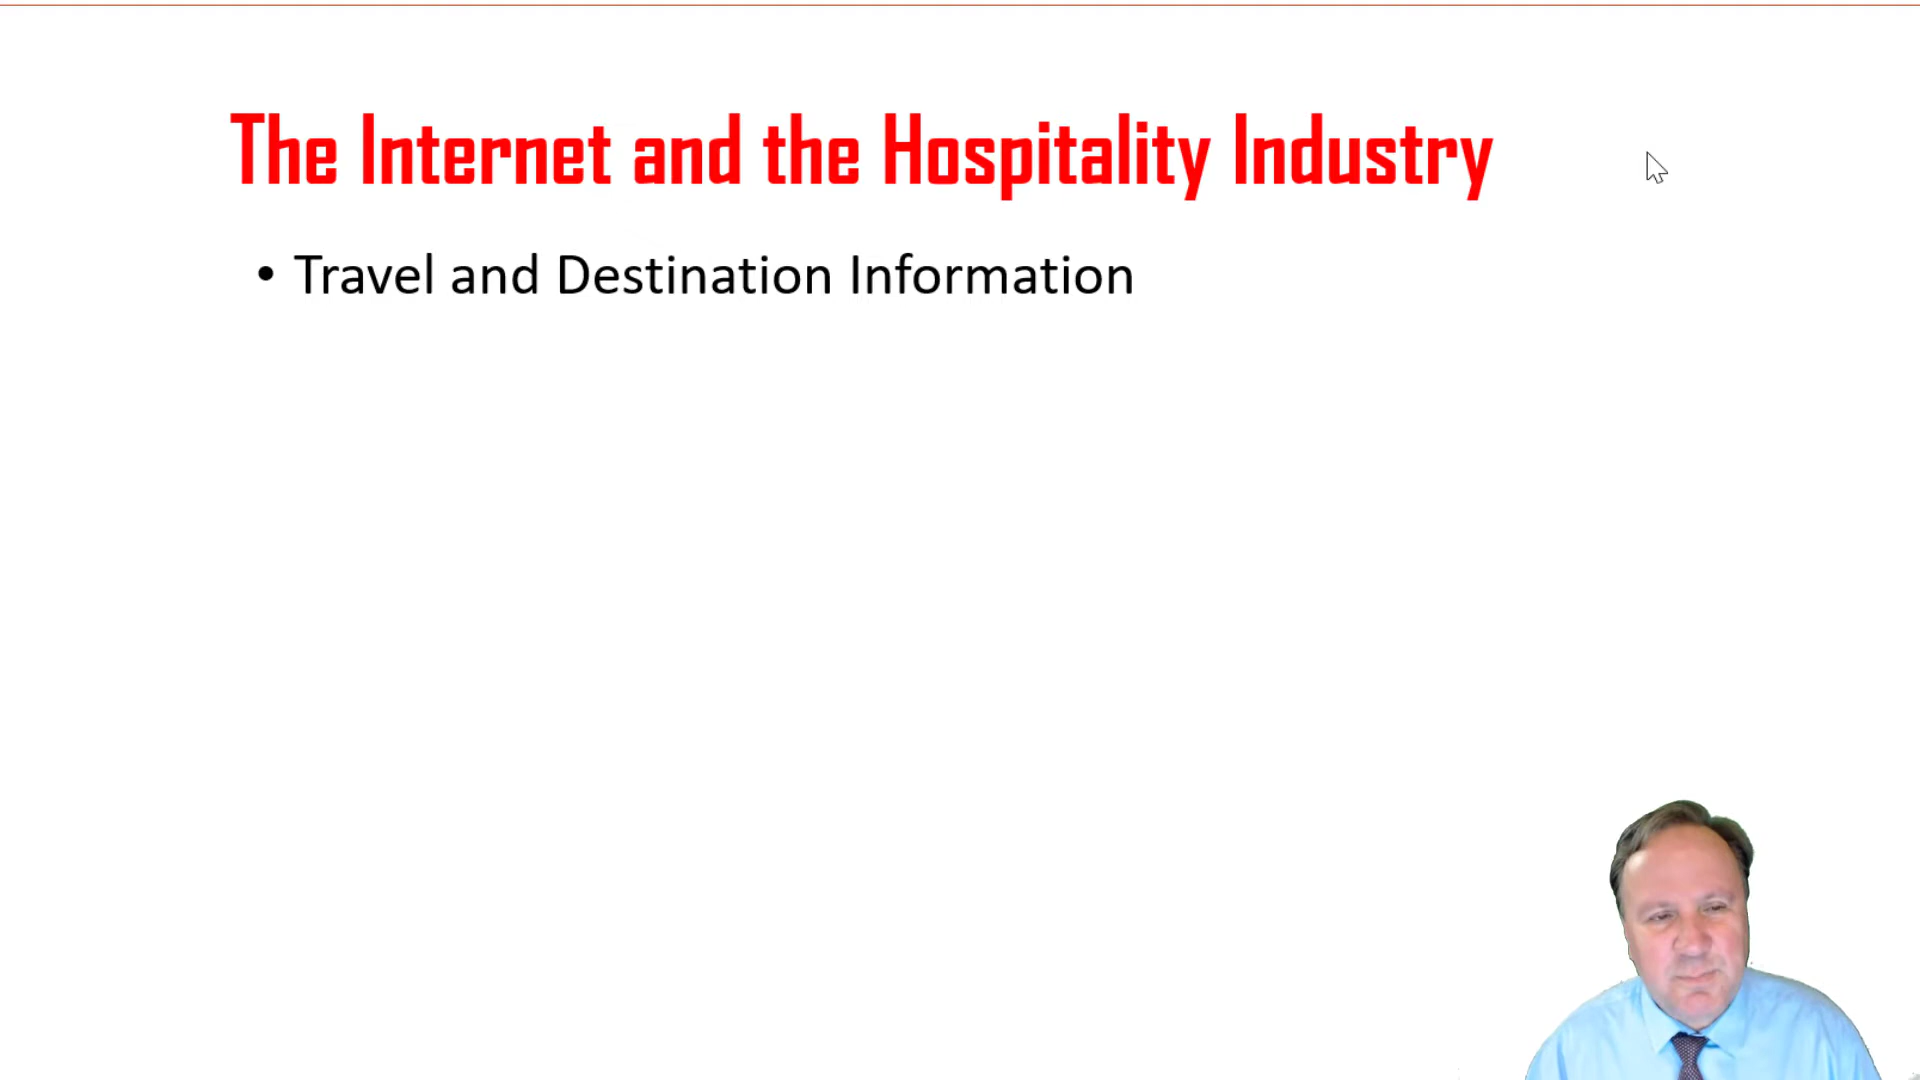 The Internet and the Hospitality Industry
• Travel and Destination Information